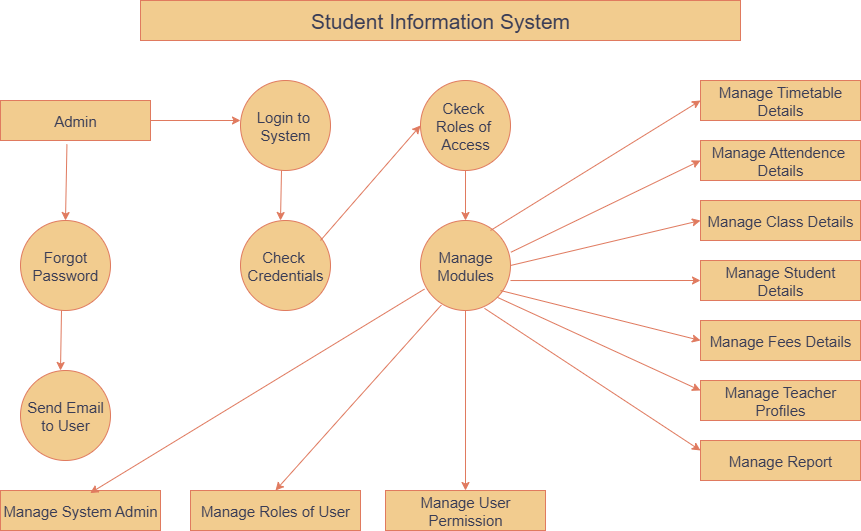 Student Information System
Admin
Login to
System
Ckeck
Roles of
Access
Manage Timetable
Details
Manage Attendence
Details
Manage Class Details
Forgot
Password
Check
Credentials
Manage
Modules
Manage Student
Details
Manage Fees Details
Send Email
to User
Manage Teacher
Profiles
Manage Report
Manage System Admin
Manage Roles of User
Manage User
Permission